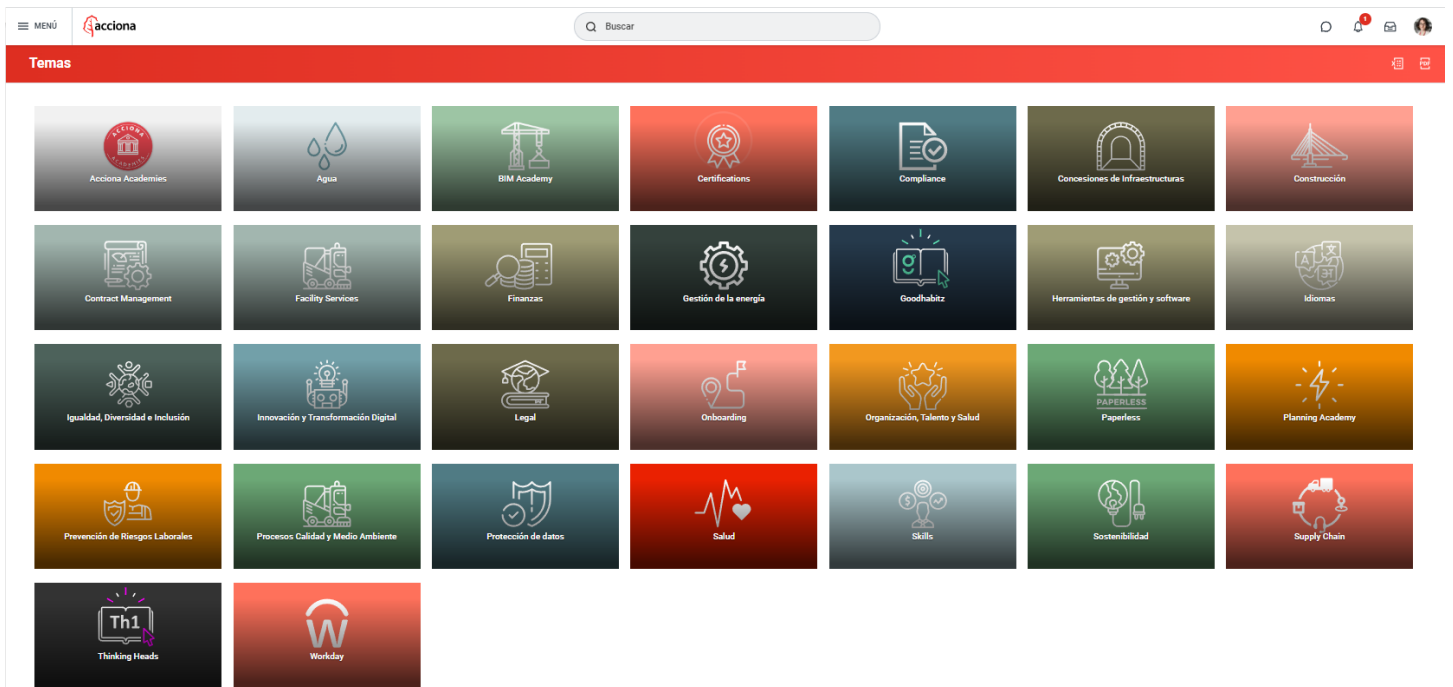 MENÚ
acciona
Buscar
1
Temas
PDF
ACCIONA
ACADEMIES
Acciona Academies
Agua
BIM Academy
Certifications
Compliance
Concesiones de Infraestructuras
Construcción
Contract Management
Facility Services
Finanzas
Gestión de la energía
g
Goodhabitz
Herramientas de gestión y software
A
文
Idiomas
Igualdad, Diversidad e Inclusión
Innovación y Transformación Digital
Legal
Onboarding
Organización, Talento y Salud
PAPERLESS
Paperless
Planning Academy
Prevención de Riesgos Laborales
Procesos Calidad y Medio Ambiente
Protección de datos
Salud
$
Skills
Sostenibilidad
Supply Chain
Th1
Thinking Heads
W
Workday